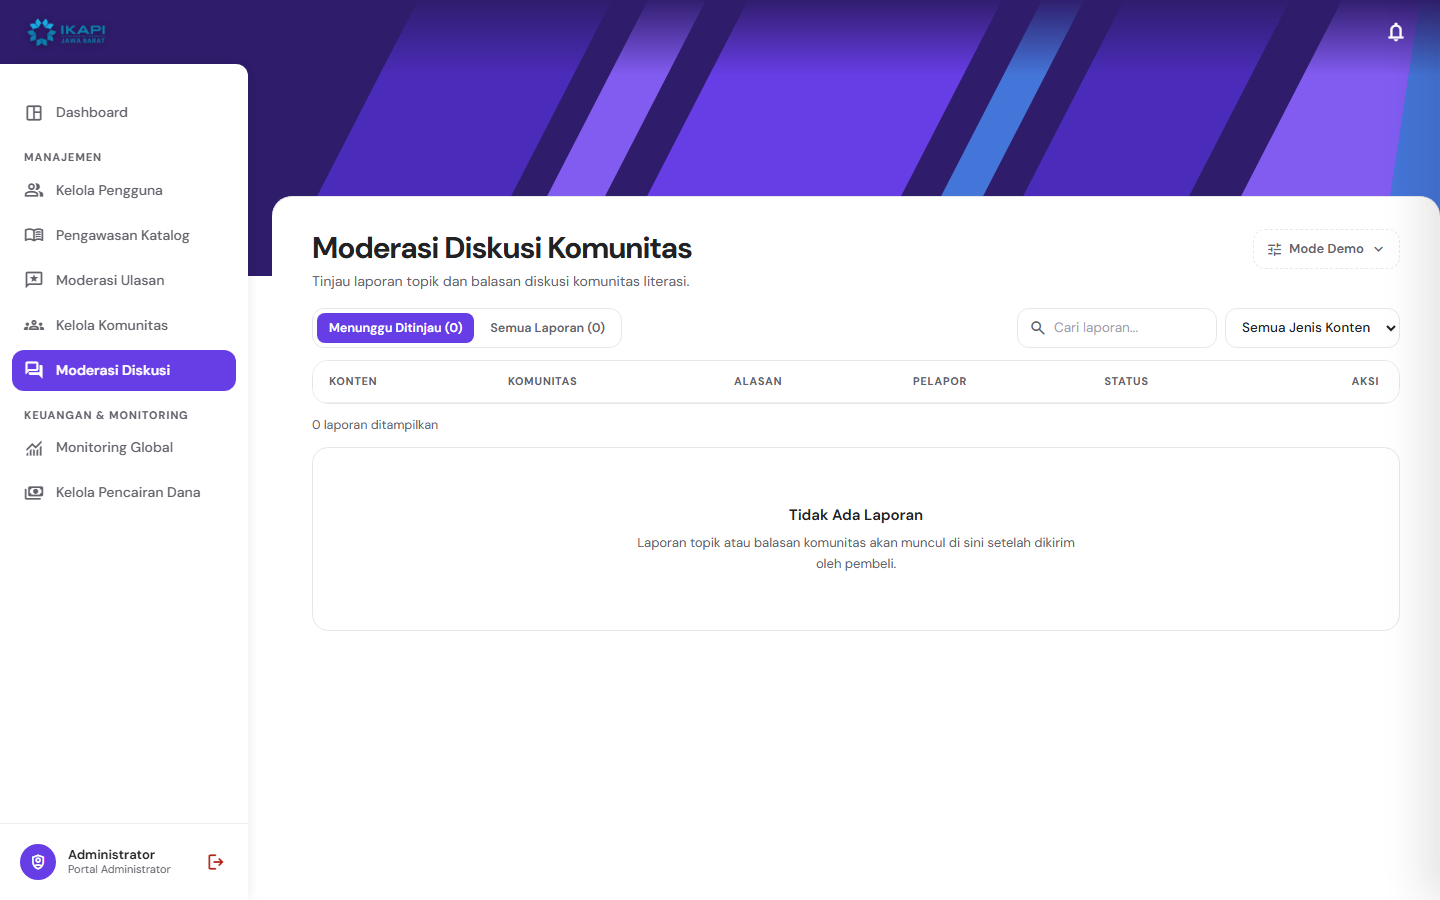 IKAPI
JAWA BARAT
Dashboard
MANAJEMEN
Kelola Pengguna
Pengawasan Katalog
Moderasi Ulasan
Kelola Komunitas
Moderasi Diskusi
KEUANGAN & MONITORING
Monitoring Global
Kelola Pencairan Dana
Administrator
Portal Administrator
Moderasi Diskusi Komunitas
Mode Demo
Tinjau laporan topik dan balasan diskusi komunitas literasi.
Menunggu Ditinjau (0) Semua Laporan (0) Cari laporan... Semua Jenis Konten
KONTEN KOMUNITAS ALASAN PELAPOR STATUS AKSI
0 laporan ditampilkan
Tidak Ada Laporan
Laporan topik atau balasan komunitas akan muncul di sini setelah dikirim
oleh pembeli.